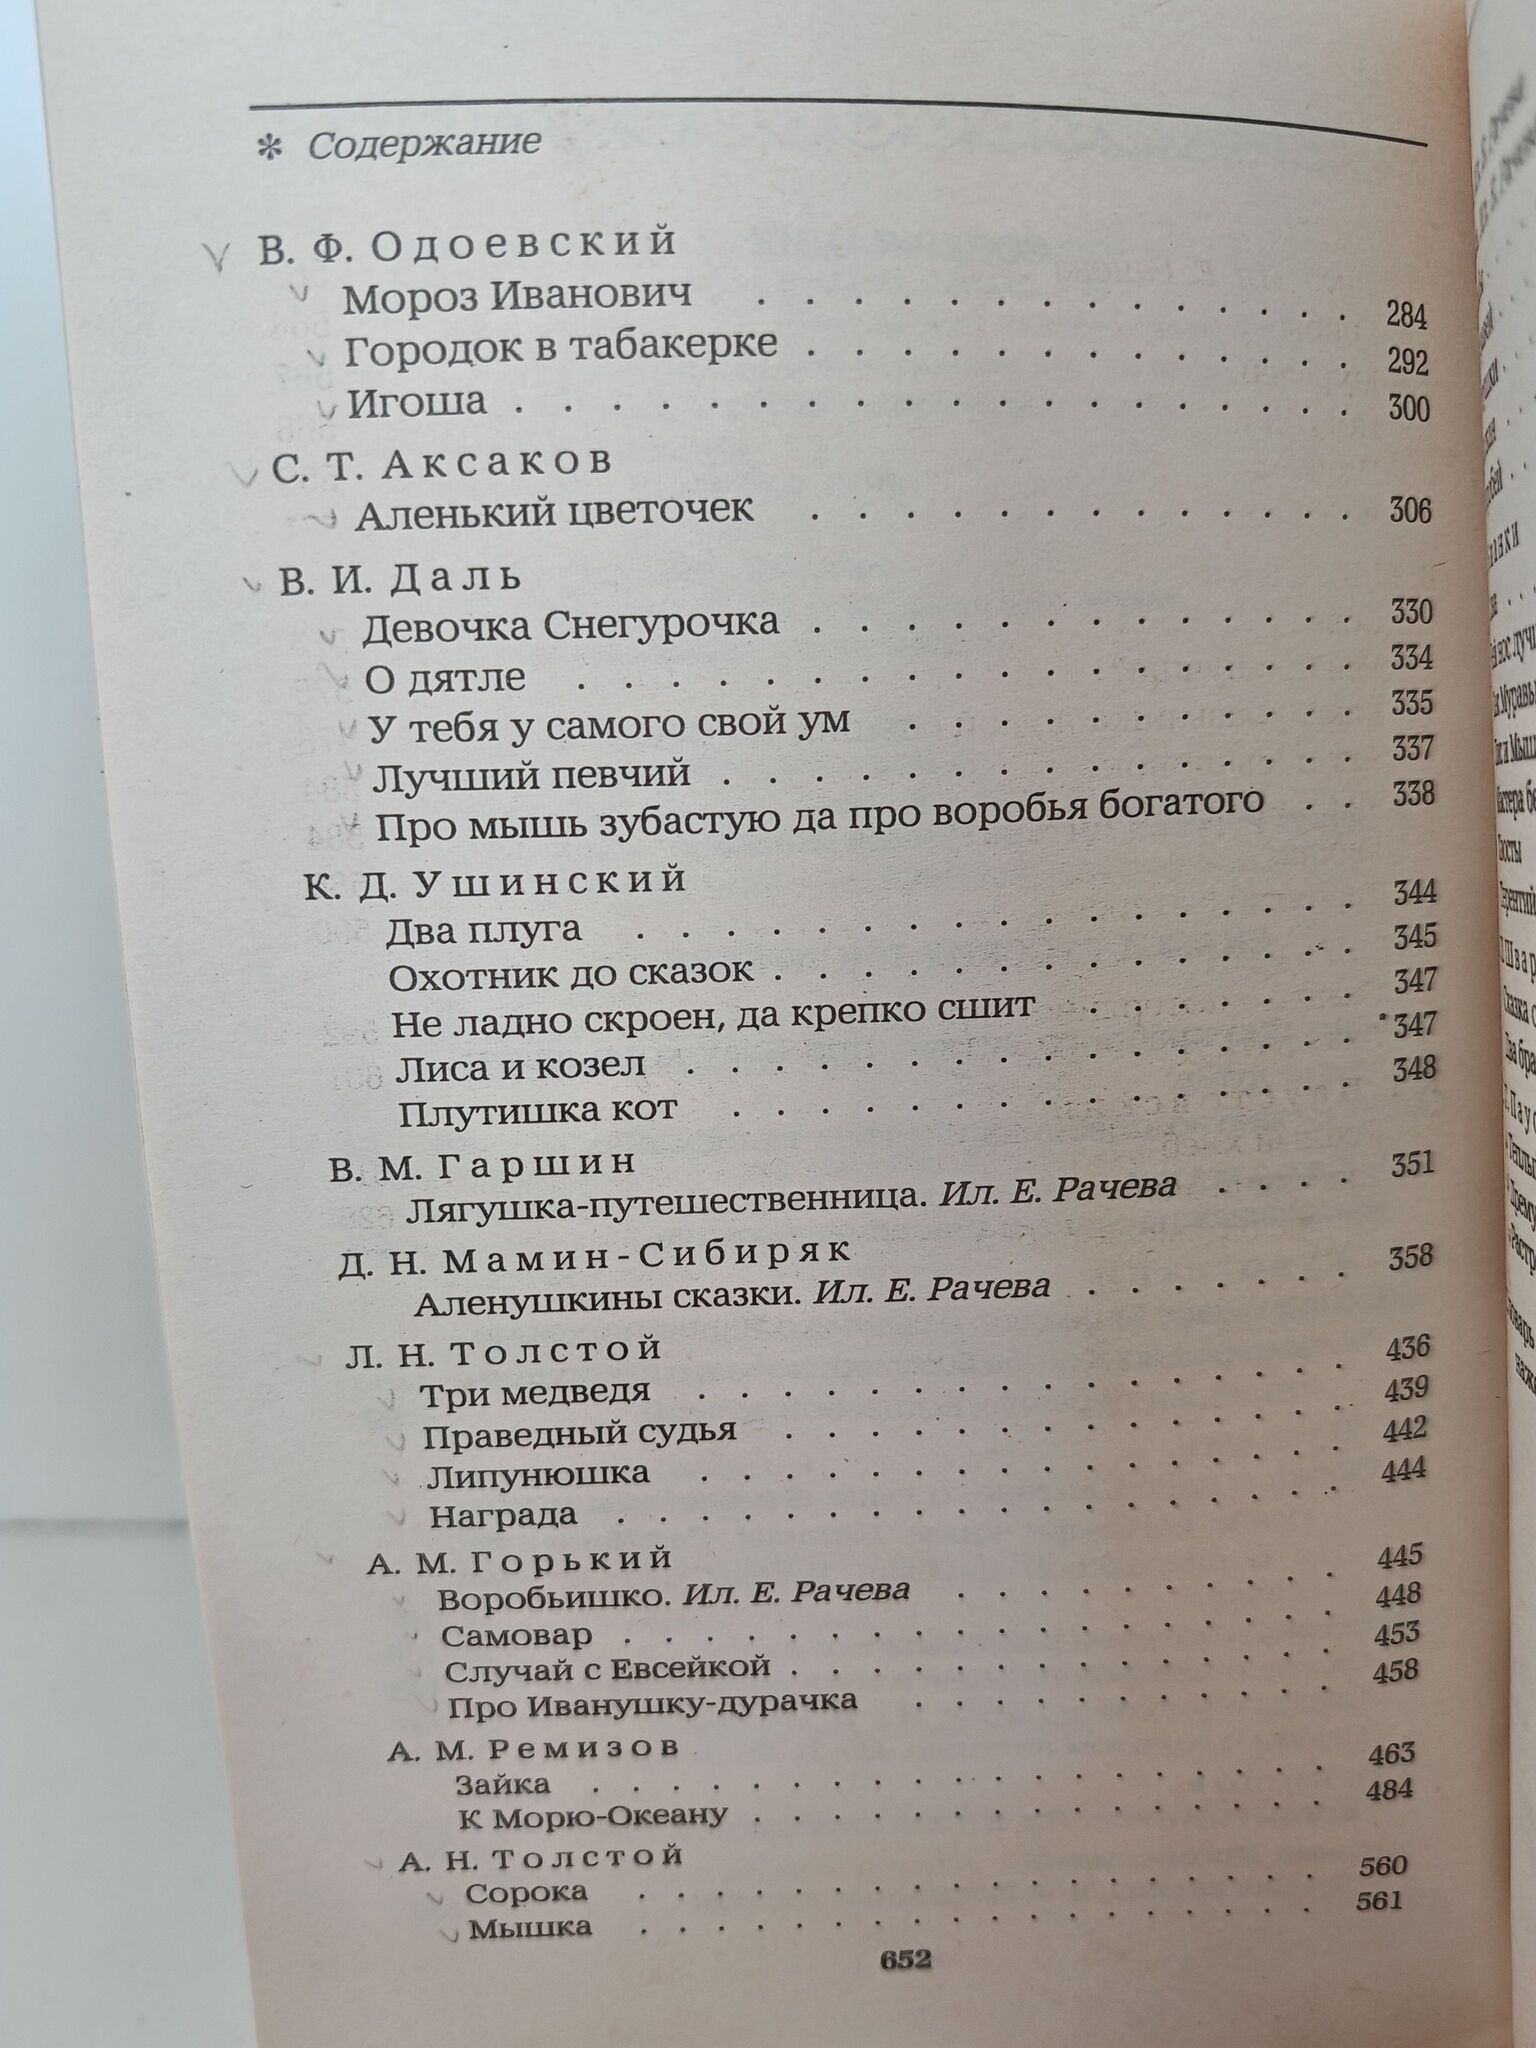 * Содержание
В. Ф. Одоевский
Мороз Иванович . . . . . . . . . . . . . 284
Городок в табакерке . . . . . . . . . . . . 292
Игоша . . . . . . . . . . . . . . . . . . 300
С. Т. Аксаков
Аленький цветочек . . . . . . . . . . . . 306
В. И. Даль
Девочка Снегурочка . . . . . . . . . . . . 330
О дятле . . . . . . . . . . . . . . . . . 334
У тебя у самого свой ум . . . . . . . . . . 335
Лучший певчий . . . . . . . . . . . . . . 337
Про мышь зубастую да про воробья богатого . . 338
К. Д. Ушинский
Два плуга . . . . . . . . . . . . . . . . 344
Охотник до сказок . . . . . . . . . . . . . 345
Не ладно скроен, да крепко сшит . . . . . . 347
Лиса и козел . . . . . . . . . . . . . . . 347
Плутишка кот . . . . . . . . . . . . . . 348
В. М. Гаршин
Лягушка-путешественница. Ил. Е. Рачева . . . . 351
Д. Н. Мамин-Сибиряк
Аленушкины сказки. Ил. Е. Рачева . . . . . . 358
Л. Н. Толстой
Три медведя . . . . . . . . . . . . . . . 436
Праведный судья . . . . . . . . . . . . . 439
Липунюшка . . . . . . . . . . . . . . . 442
Награда . . . . . . . . . . . . . . . . . 444
А. М. Горький
Воробьишко. Ил. Е. Рачева . . . . . . . . . 445
Самовар . . . . . . . . . . . . . . . . . 448
Случай с Евсейкой . . . . . . . . . . . . . 453
Про Иванушку-дурачка . . . . . . . . . . . 458
А. М. Ремизов
Зайка . . . . . . . . . . . . . . . . . . 463
К Морю-Океану . . . . . . . . . . . . . . 484
А. Н. Толстой
Сорока . . . . . . . . . . . . . . . . . 560
Мышка . . . . . . . . . . . . . . . . . 561
652